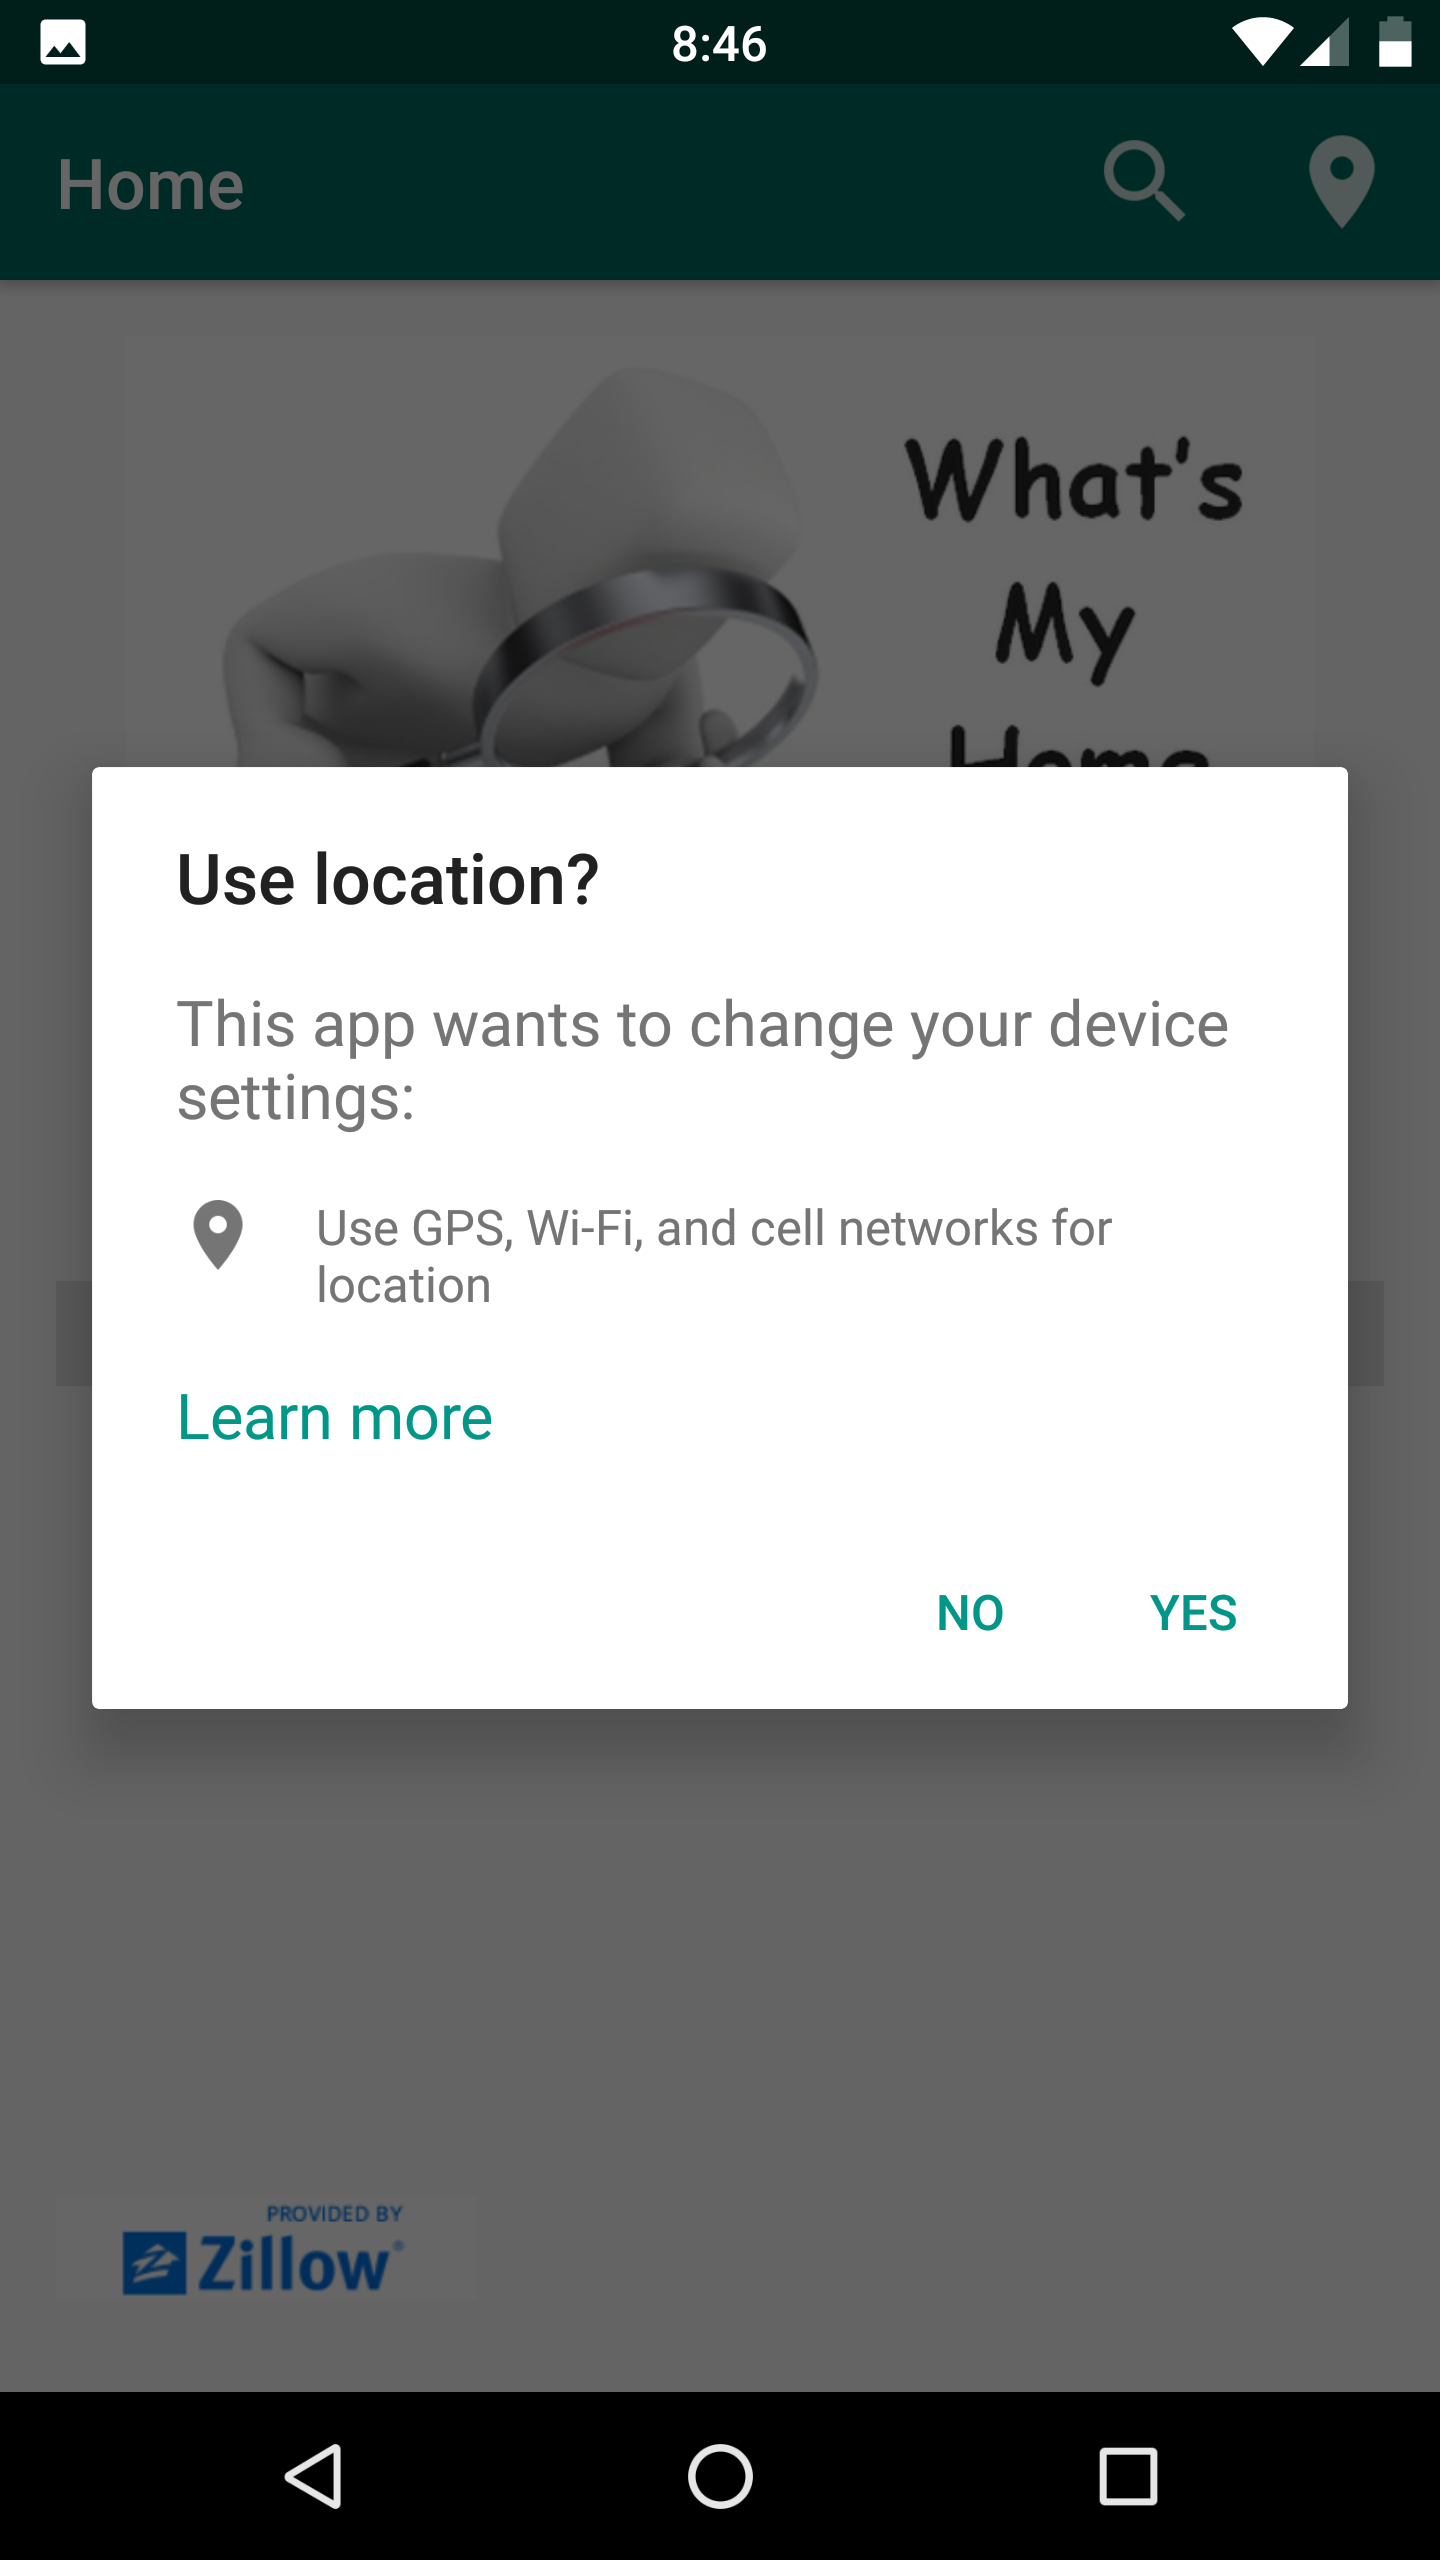 8:46
Home
What's
My
Home
Use location?
This app wants to change your device
settings:
Use GPS, Wi-Fi, and cell networks for
location
Learn more
NO YES
PROVIDED BY
Zillow®